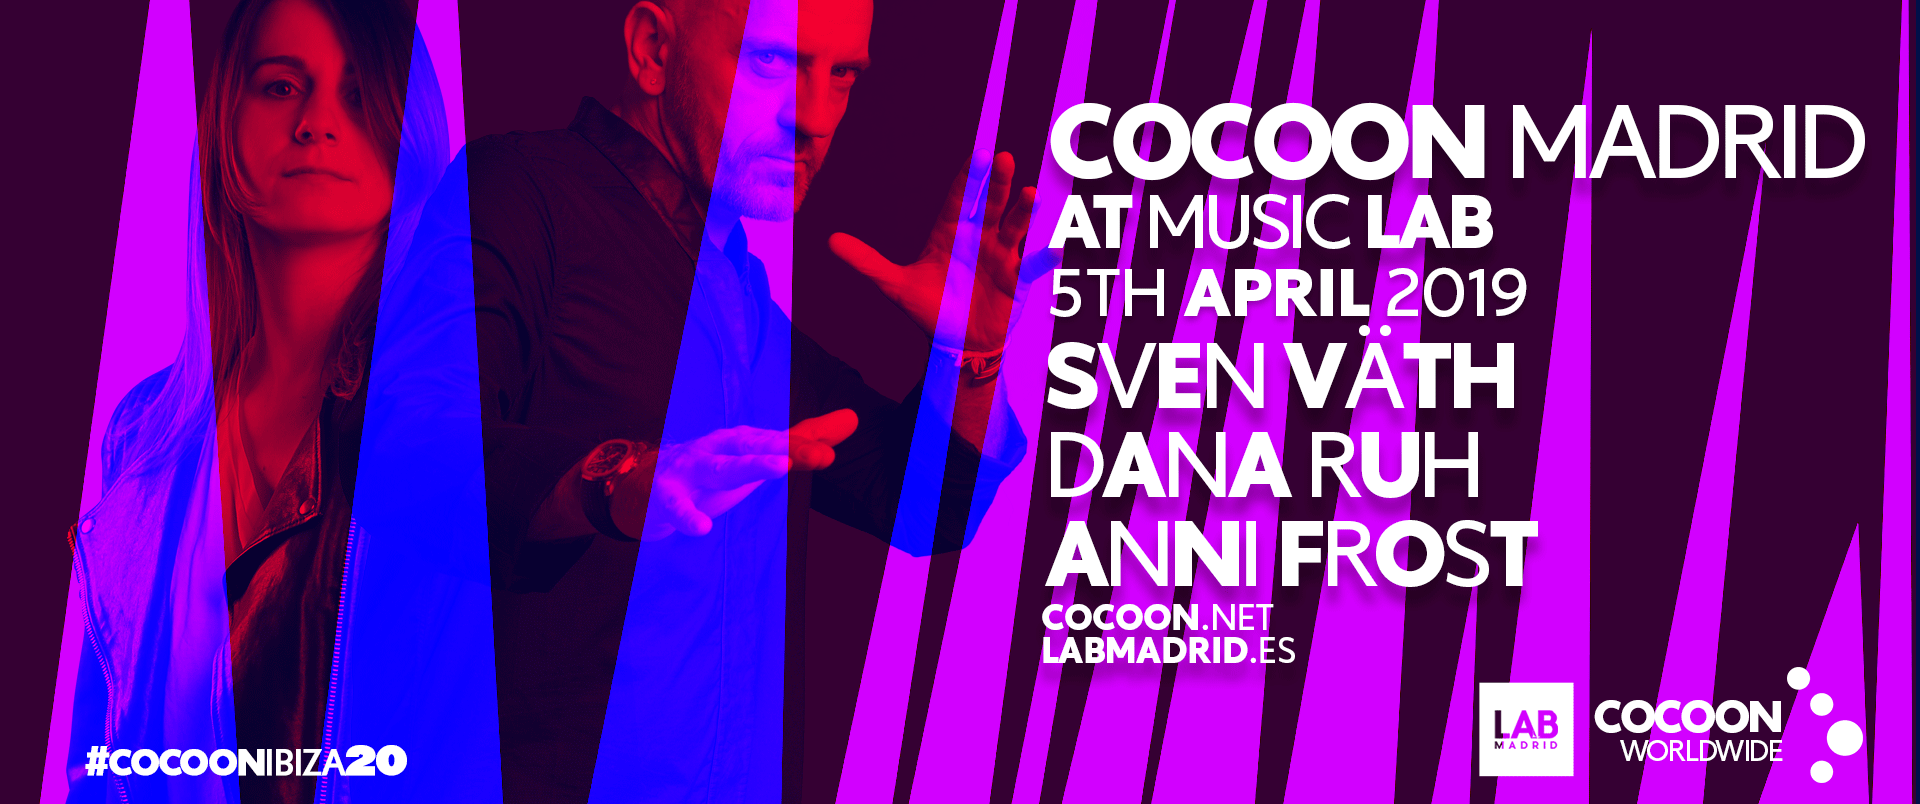 COCOON MADRID
AT MUSIC LAB
5TH APRIL 2019
SVEN VÄTH
DANA RUH
ANNI FROST
COCOON.NET
LABMADRID.ES
#COCOONIBIZA20
LAB
MADRID
COCOON
WORLDWIDE